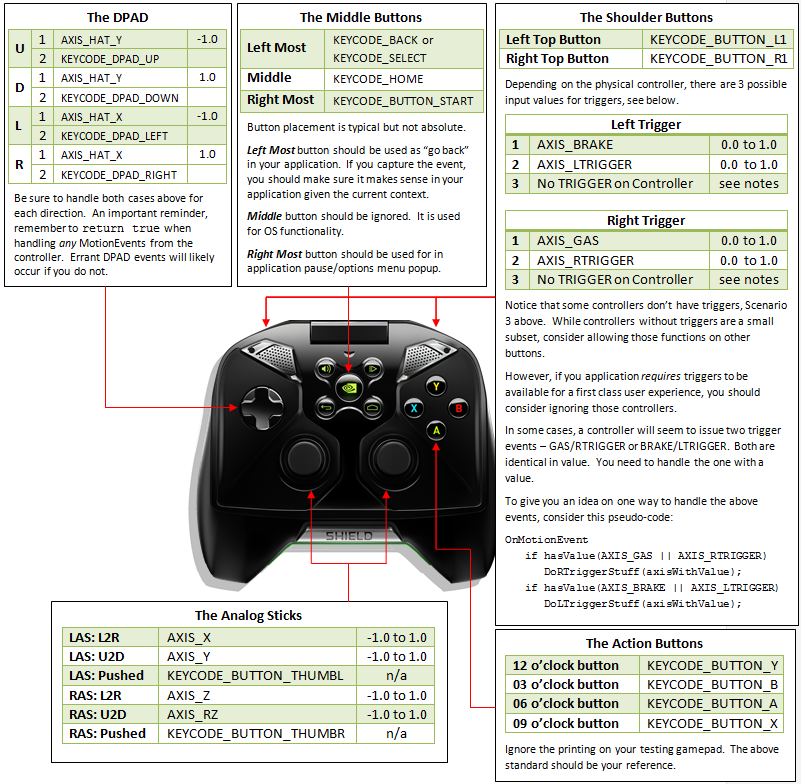 The DPAD
U 1 AXIS_HAT_Y -1.0
2 KEYCODE_DPAD_UP
D 1 AXIS_HAT_Y 1.0
2 KEYCODE_DPAD_DOWN
L 1 AXIS_HAT_X -1.0
2 KEYCODE_DPAD_LEFT
R 1 AXIS_HAT_X 1.0
2 KEYCODE_DPAD_RIGHT
Be sure to handle both cases above for
each direction. An important reminder,
remember to return true when
handling any MotionEvents from the
controller. Errant DPAD events will likely
occur if you do not.
The Middle Buttons
Left Most KEYCODE_BACK or
KEYCODE_SELECT
Middle KEYCODE_HOME
Right Most KEYCODE_BUTTON_START
Button placement is typical but not absolute.
Left Most button should be used as “go back”
in your application. If you capture the event,
you should make sure it makes sense in your
application given the current context.
Middle button should be ignored. It is used
for OS functionality.
Right Most button should be used for in
application pause/options menu popup.
The Shoulder Buttons
Left Top Button KEYCODE_BUTTON_L1
Right Top Button KEYCODE_BUTTON_R1
Depending on the physical controller, there are 3 possible
input values for triggers, see below.
Left Trigger
1 AXIS_BRAKE 0.0 to 1.0
2 AXIS_LTRIGGER 0.0 to 1.0
3 No TRIGGER on Controller see notes
Right Trigger
1 AXIS_GAS 0.0 to 1.0
2 AXIS_RTRIGGER 0.0 to 1.0
3 No TRIGGER on Controller see notes
Notice that some controllers don’t have triggers, Scenario
3 above. While controllers without triggers are a small
subset, consider allowing those functions on other
buttons.
However, if you application requires triggers to be
available for a first class user experience, you should
consider ignoring those controllers.
In some cases, a controller will seem to issue two trigger
events – GAS/RTRIGGER or BRAKE/LTRIGGER. Both are
identical in value. You need to handle the one with a
value.
To give you an idea on one way to handle the above
events, consider this pseudo-code:
OnMotionEvent
if hasValue(AXIS_GAS || AXIS_RTRIGGER)
DoRTriggerStuff(axisWithValue);
if hasValue(AXIS_BRAKE || AXIS_LTRIGGER)
DoLTriggerStuff(axisWithValue);
Y
X
B
A
SHIELD
The Analog Sticks
LAS: L2R AXIS_X -1.0 to 1.0
LAS: U2D AXIS_Y -1.0 to 1.0
LAS: Pushed KEYCODE_BUTTON_THUMBL n/a
RAS: L2R AXIS_Z -1.0 to 1.0
RAS: U2D AXIS_RZ -1.0 to 1.0
RAS: Pushed KEYCODE_BUTTON_THUMBR n/a
The Action Buttons
12 o’clock button KEYCODE_BUTTON_Y
03 o’clock button KEYCODE_BUTTON_B
06 o’clock button KEYCODE_BUTTON_A
09 o’clock button KEYCODE_BUTTON_X
Ignore the printing on your testing gamepad. The above
standard should be your reference.